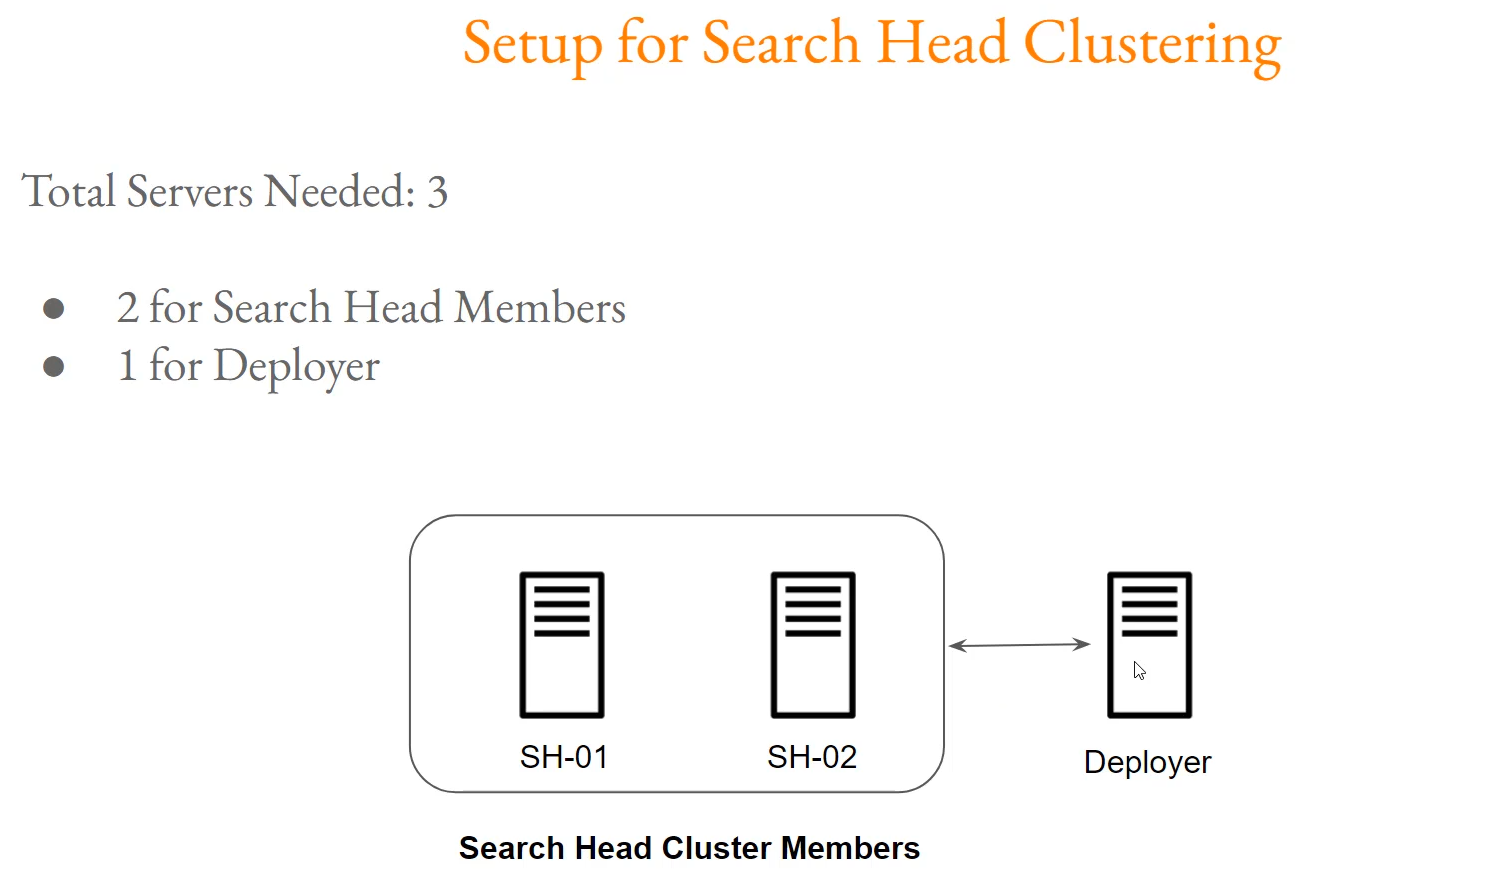 Setup for Search Head Clustering
Total Servers Needed: 3
● 2 for Search Head Members
● 1 for Deployer
SH-01
SH-02
Deployer
Search Head Cluster Members